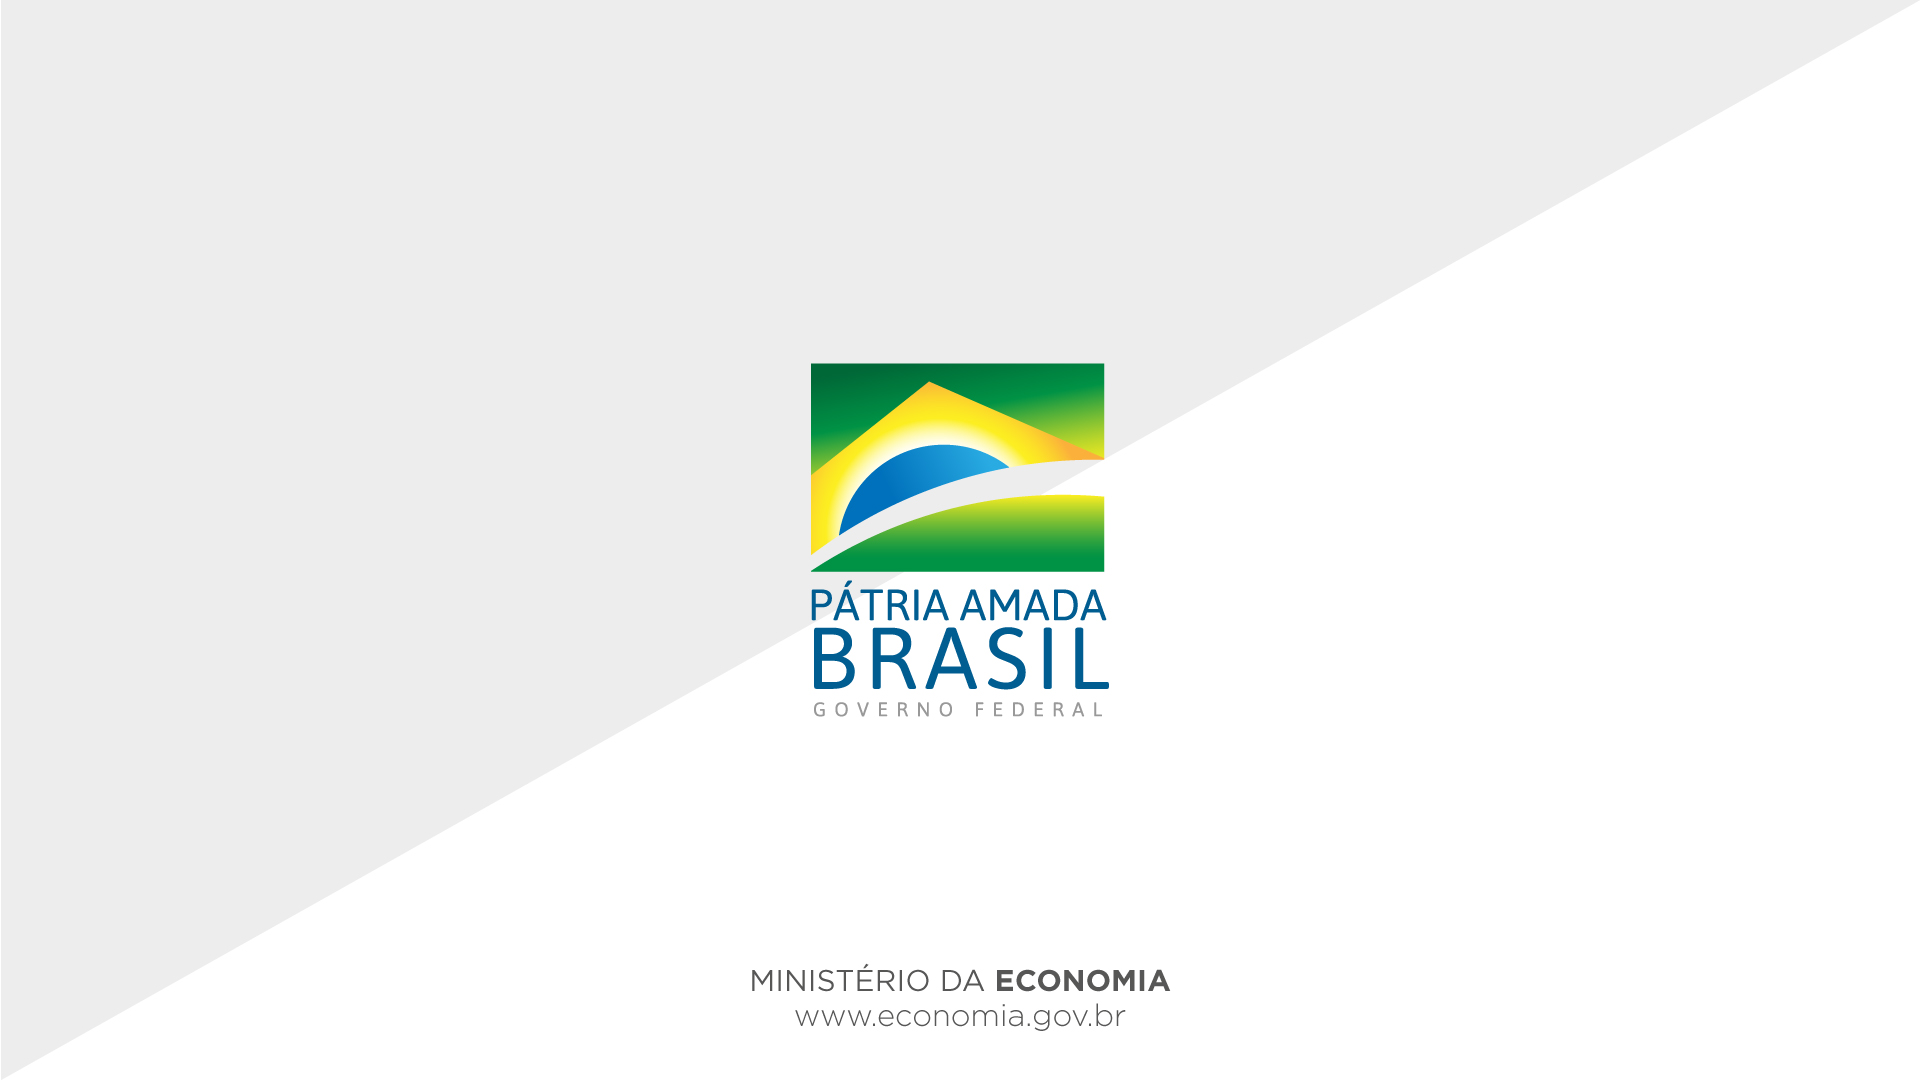 PÁTRIA AMADA
BRASIL
GOVERNO FEDERAL
MINISTÉRIO DA ECONOMIA
www.economia.gov.br